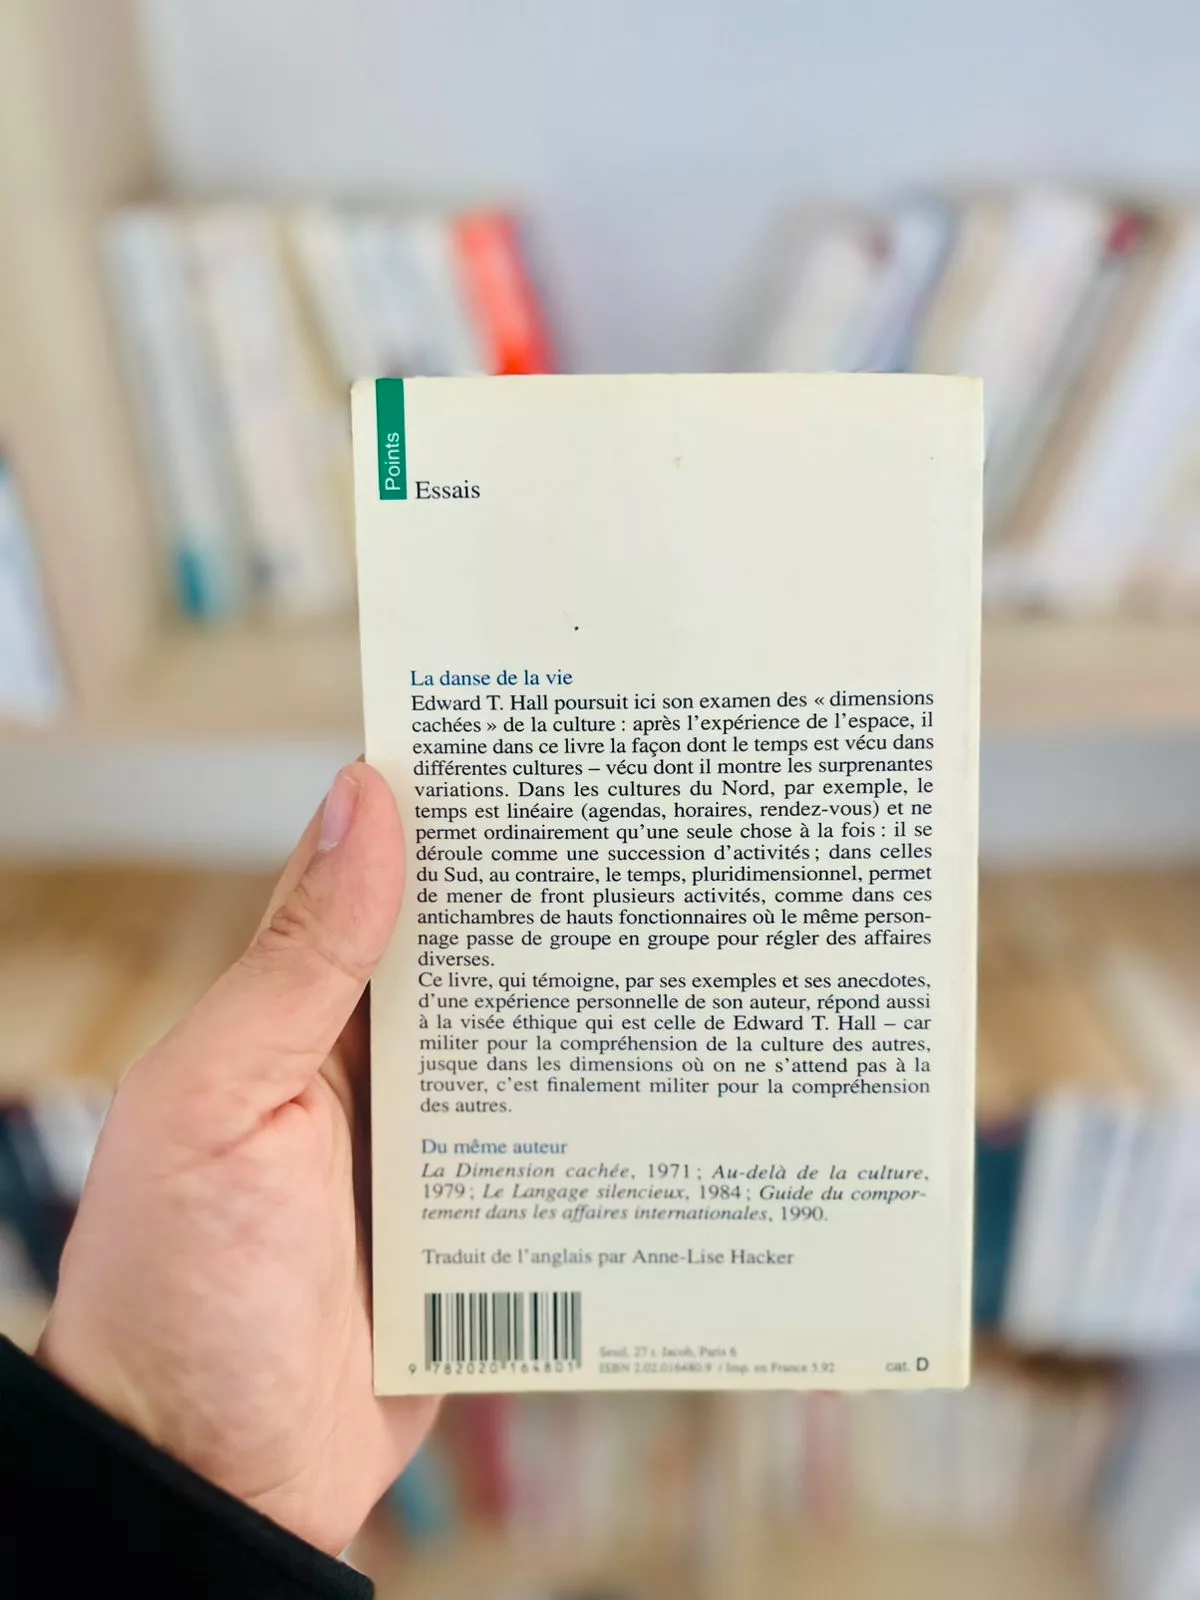 Points
Essais
La danse de la vie
Edward T. Hall poursuit ici son examen des « dimensions
cachées » de la culture : après l'expérience de l'espace, il
examine dans ce livre la façon dont le temps est vécu dans
différentes cultures – vécu dont il montre les surprenantes
variations. Dans les cultures du Nord, par exemple, le
temps est linéaire (agendas, horaires, rendez-vous) et ne
permet ordinairement qu'une seule chose à la fois : il se
déroule comme une succession d'activités ; dans celles
du Sud, au contraire, le temps, pluridimensionnel, permet
de mener de front plusieurs activités, comme dans ces
antichambres de hauts fonctionnaires où le même person-
nage passe de groupe en groupe pour régler des affaires
diverses.
Ce livre, qui témoigne, par ses exemples et ses anecdotes,
d'une expérience personnelle de son auteur, répond aussi
à la visée éthique qui est celle de Edward T. Hall – car
militer pour la compréhension de la culture des autres,
jusque dans les dimensions où on ne s'attend pas à la
trouver, c'est finalement militer pour la compréhension
des autres.
Du même auteur
La Dimension cachée, 1971 ; Au-delà de la culture,
1979 ; Le Langage silencieux, 1984 ; Guide du compor-
tement dans les affaires internationales, 1990.
Traduit de l'anglais par Anne-Lise Hacker
Seuil, 27 r. Jacob, Paris 6
9 782020 164801
ISBN 2.02.016480.9 / Imp. en France 5.92
cat. D